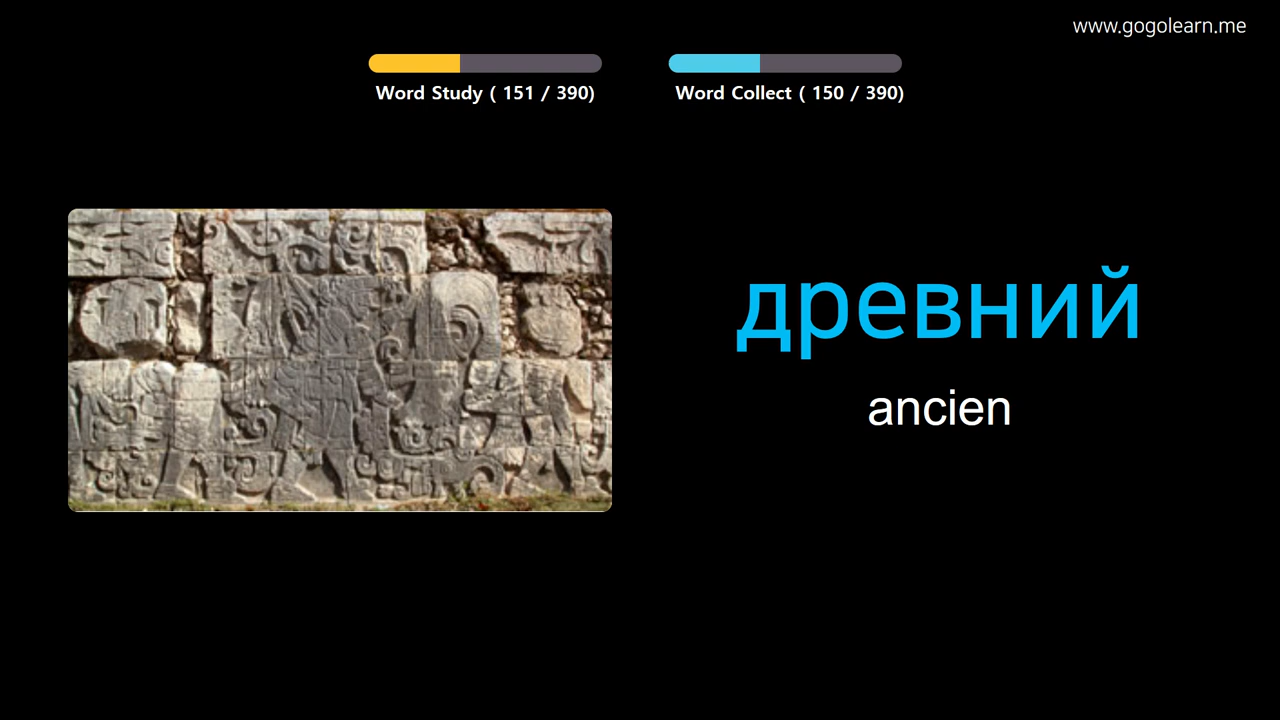 www.gogolearn.me
Word Study ( 151 / 390)
Word Collect ( 150 / 390)
древний
ancien